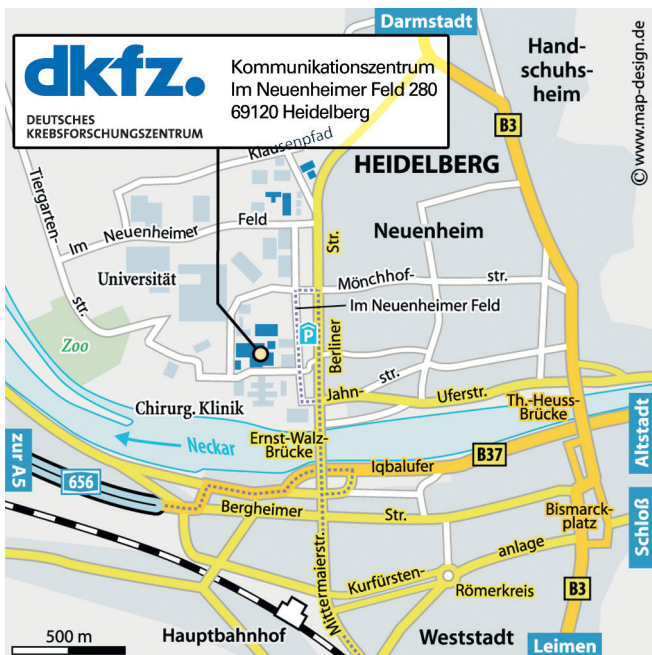 Darmstadt
Hand-
schuhs-
heim
© www.map-design.de
dkfz.
DEUTSCHES
KREBSFORSCHUNGSZENTRUM
Kommunikationszentrum
Im Neuenheimer Feld 280
69120 Heidelberg
B3
Klausenpfad
HEIDELBERG
Tiergarten-
str.
Im Neuenheimer Feld
Neuenheim
Str.
Berliner
Universität
Mönchhof-
str.
Im Neuenheimer Feld
P
Zoo
Jahn-
str.
Uferstr.
Th.-Heuss-
Brücke
Chirurg. Klinik
Neckar
Ernst-Walz-
Brücke
Iqbalufer
B37
Altstadt
zur A5
656
Bergheimer
Str.
Bismarck-
platz
Schloß
Kurfürsten-
anlage
Römerkreis
B3
Mittermaierstr.
500 m
Hauptbahnhof
Weststadt
Leimen